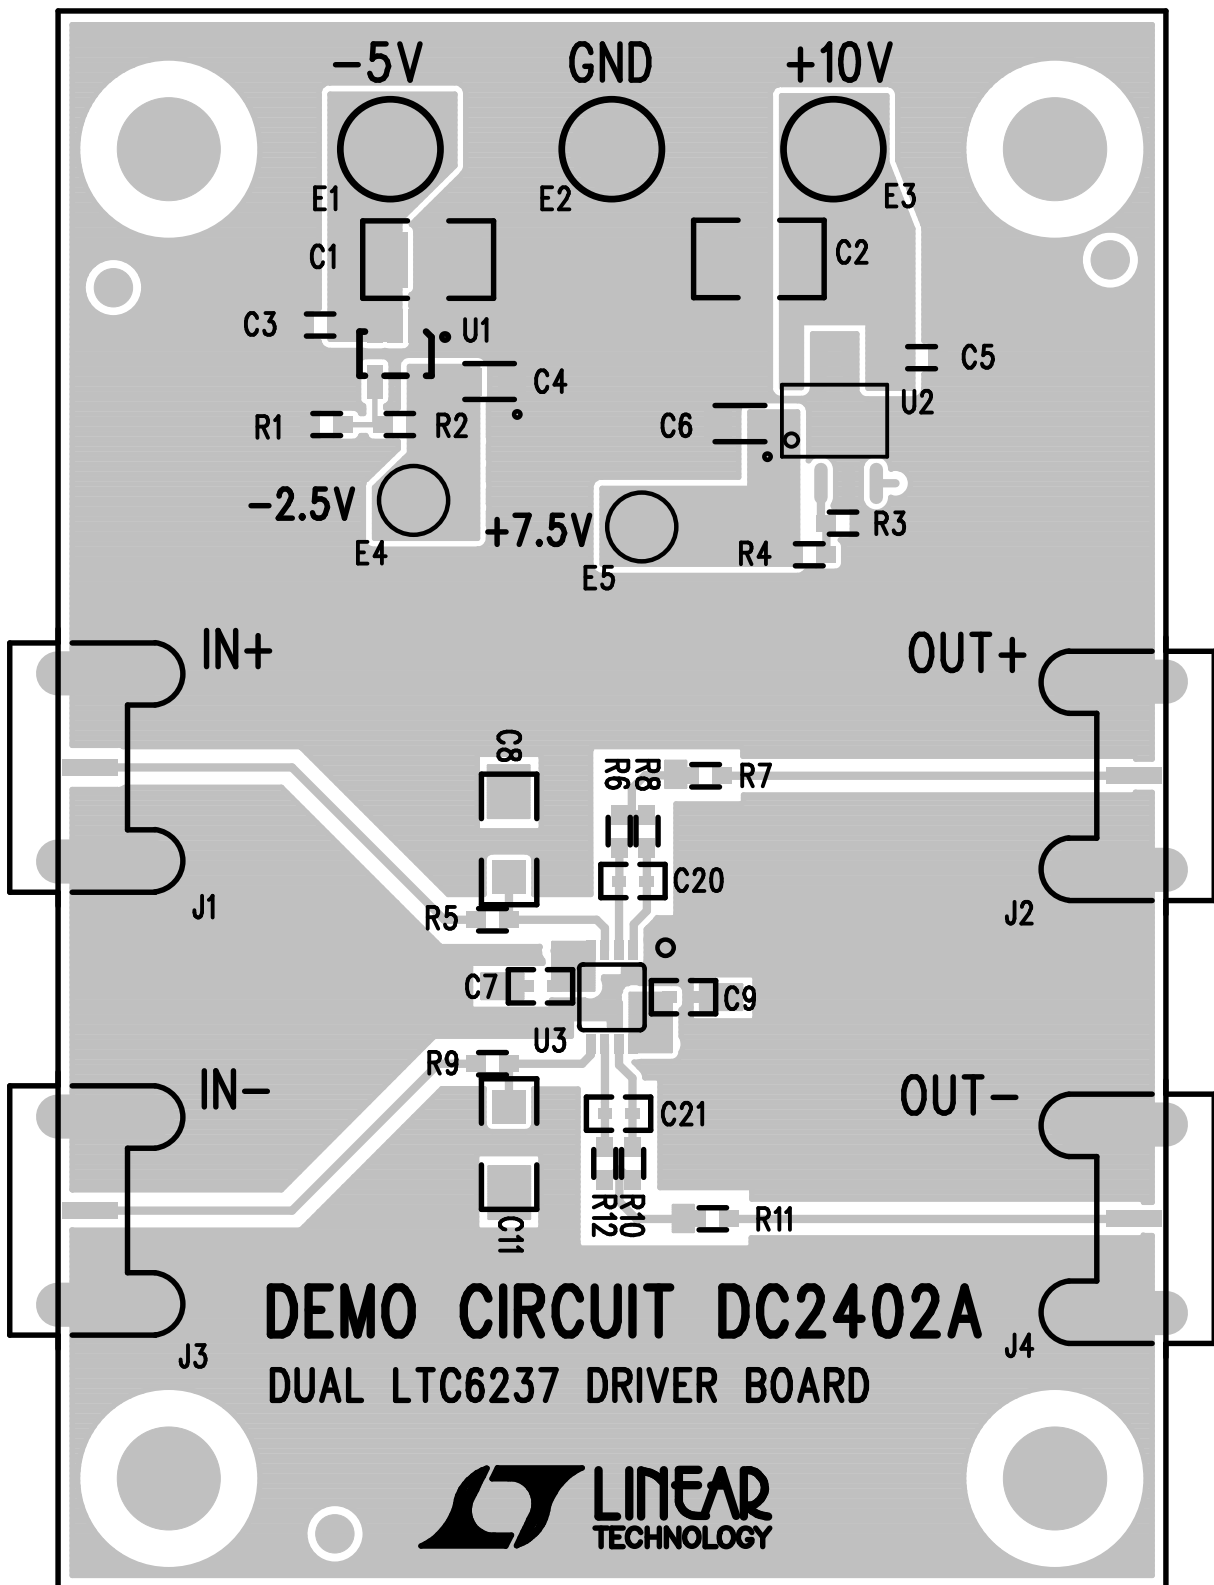 -5V GND +10V
E1 E2 E3
C1 C2
C3 U1 C5
C4 U2
R1 R2 C6
-2.5V +7.5V R3
E4 R4
E5
IN+ OUT+
C8 R6 R8 R7
C20
J1 R5 J2
C7 C9
U3
R9
IN- OUT-
C21
C11 R12 R10 R11
DEMO CIRCUIT DC2402A
J3 J4
DUAL LTC6237 DRIVER BOARD
LINEAR
TECHNOLOGY